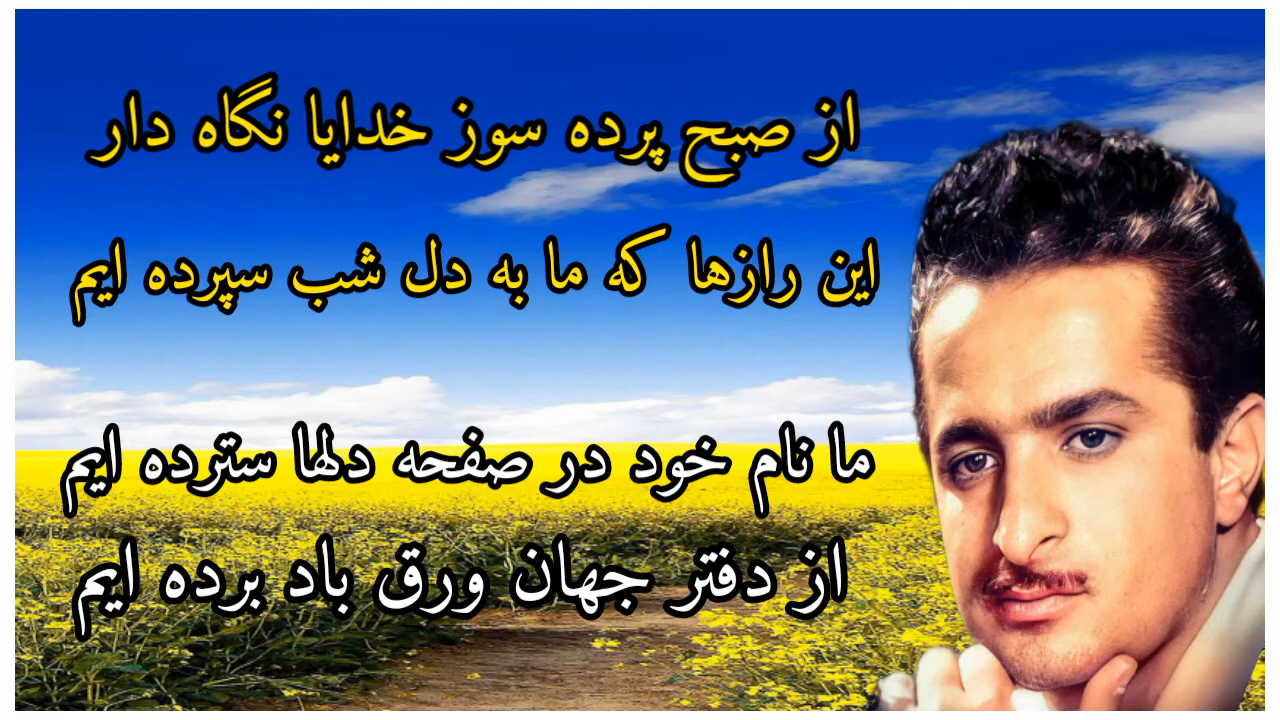 از صبح پرده سوز خدایا نگاه دار
این رازها که ما به دل شب سپرده ایم
ما نام خود در صفحه دلها سترده ایم
از دفتر جهان ورق باد برده ایم